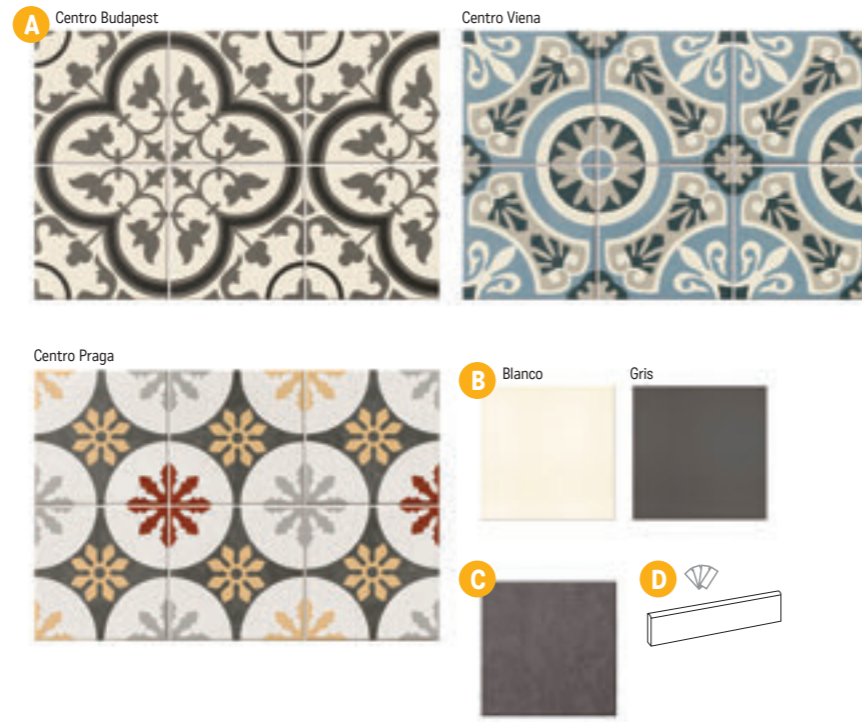 A Centro Budapest
Centro Viena
Centro Praga
B Blanco
Gris
C
D